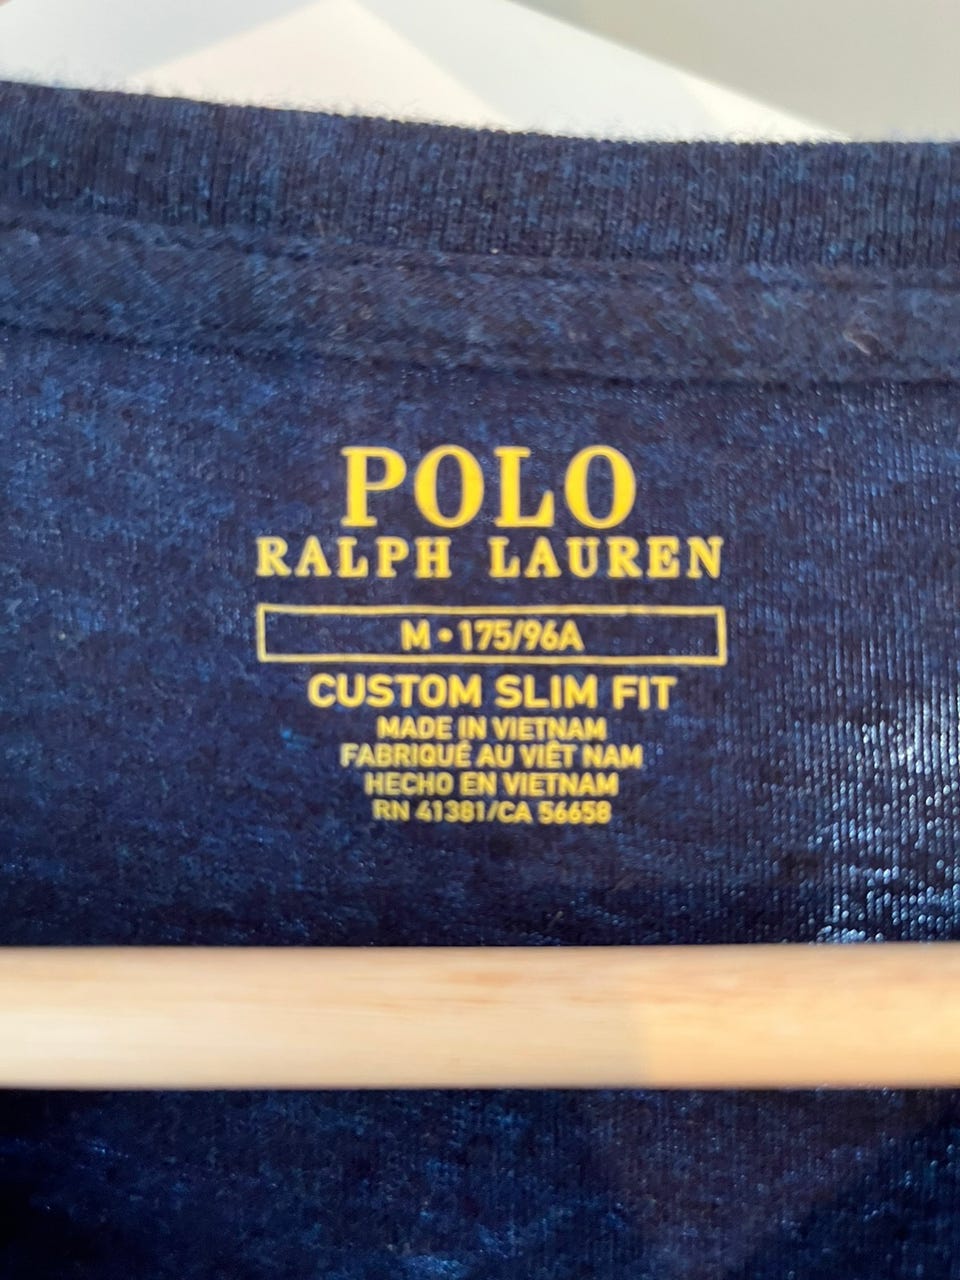 POLO
RALPH LAUREN
M • 175/96A
CUSTOM SLIM FIT
MADE IN VIETNAM
FABRIQUÉ AU VIÊT NAM
HECHO EN VIETNAM
RN 41381/CA 56658